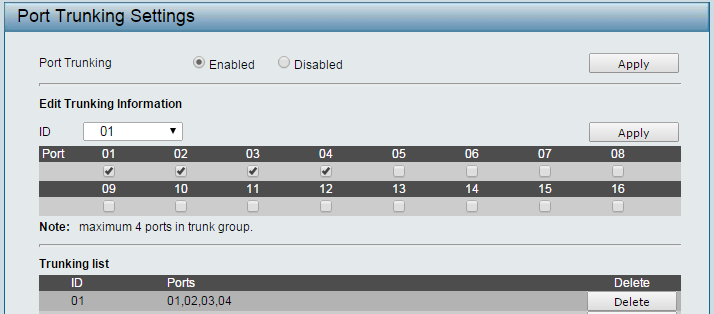 Port Trunking Settings
Port Trunking Enabled Disabled Apply
Edit Trunking Information
ID 01 Apply
Port 01 02 03 04 05 06 07 08
09 10 11 12 13 14 15 16
Note: maximum 4 ports in trunk group.
Trunking list
ID Ports Delete
01 01,02,03,04 Delete